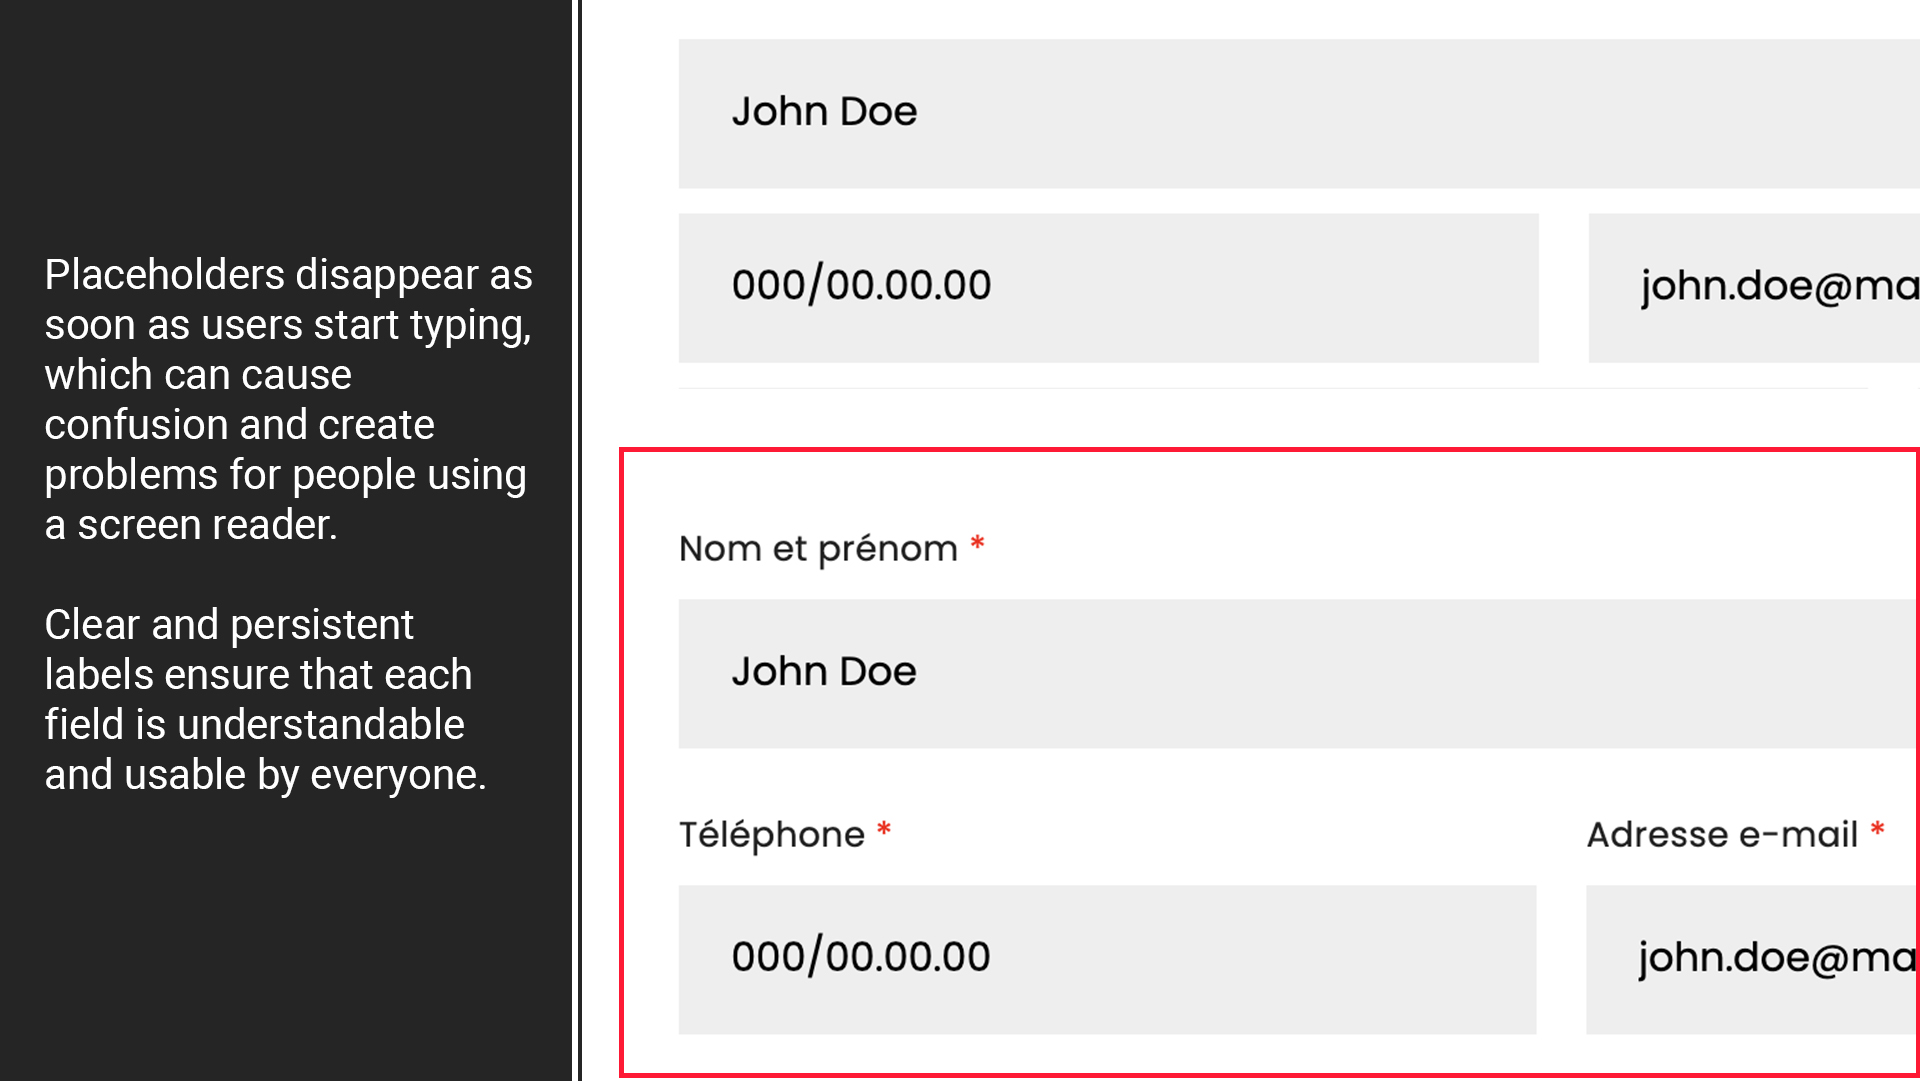 Placeholders disappear as
soon as users start typing,
which can cause
confusion and create
problems for people using
a screen reader.
Clear and persistent
labels ensure that each
field is understandable
and usable by everyone.
John Doe
000/00.00.00
john.doe@ma
Nom et prénom *
John Doe
Téléphone *
Adresse e-mail *
000/00.00.00
john.doe@ma